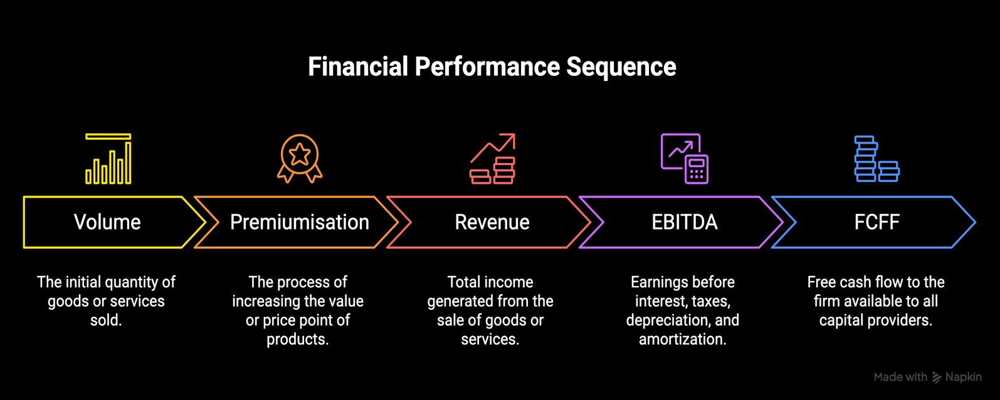 Financial Performance Sequence
Volume
Premiumisation
Revenue
EBITDA
FCFF
The initial quantity of
goods or services
sold.
The process of
increasing the value
or price point of
products.
Total income
generated from the
sale of goods or
services.
Earnings before
interest, taxes,
depreciation, and
amortization.
Free cash flow to the
firm available to all
capital providers.
Made with Napkin